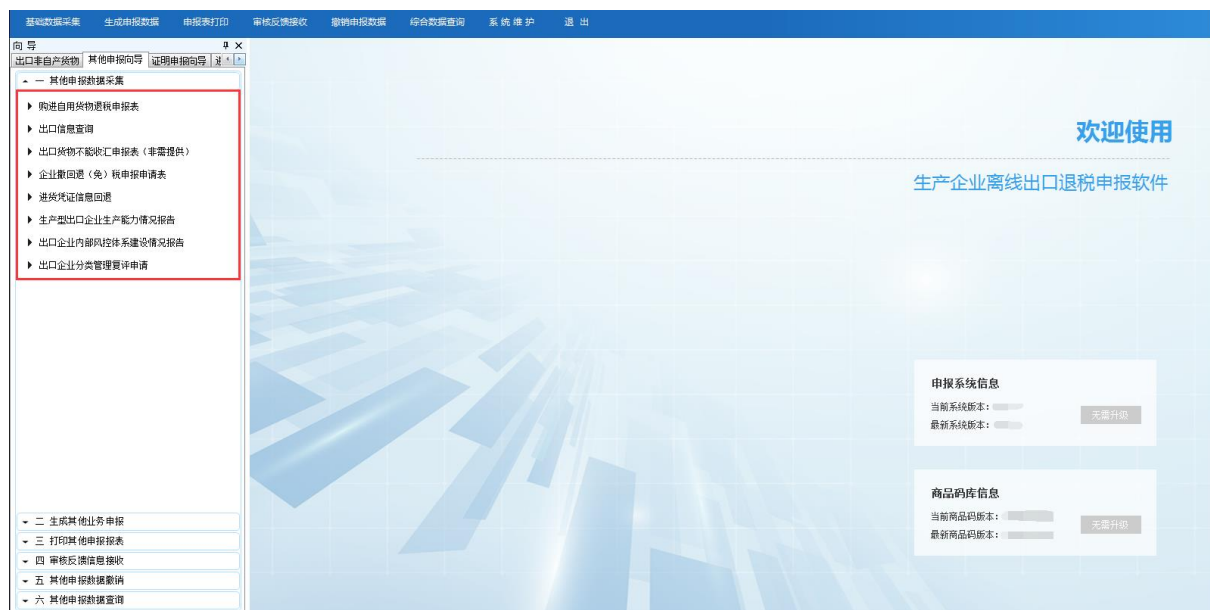 基础数据采集 生成申报数据 申报表打印 审核反馈接收 撤销申报数据 综合数据查询 系统维护 退出
向导
出口非自产货物 其他申报向导 证明申报向导
一 其他申报数据采集
购进自用货物退税申报表
出口信息查询
出口货物不能收汇申报表（非需提供）
企业撤回退（免）税申报申请表
进货凭证信息回退
生产型出口企业生产能力情况报告
出口企业内部风控体系建设情况报告
出口企业分类管理复评申请
二 生成其他业务申报
三 打印其他申报报表
四 审核反馈信息接收
五 其他申报数据撤销
六 其他申报数据查询
欢迎使用
生产企业离线出口退税申报软件
申报系统信息
当前系统版本：
最新系统版本：
无需升级
商品码库信息
当前商品码版本：
最新商品码版本：
无需升级